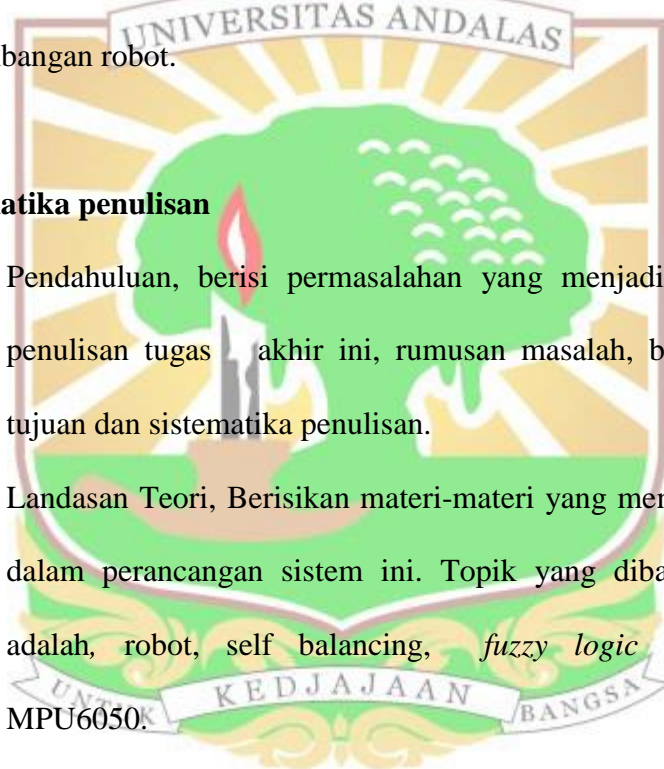 UNIVERSITAS ANDALAS
bangan robot.
atika penulisan
Pendahuluan, berisi permasalahan yang menjadi
penulisan tugas akhir ini, rumusan masalah, b
tujuan dan sistematika penulisan.
Landasan Teori, Berisikan materi-materi yang men
dalam perancangan sistem ini. Topik yang diba
adalah, robot, self balancing, fuzzy logic
MPU6050.
UNTUK KEDJAJAAN BANGSA